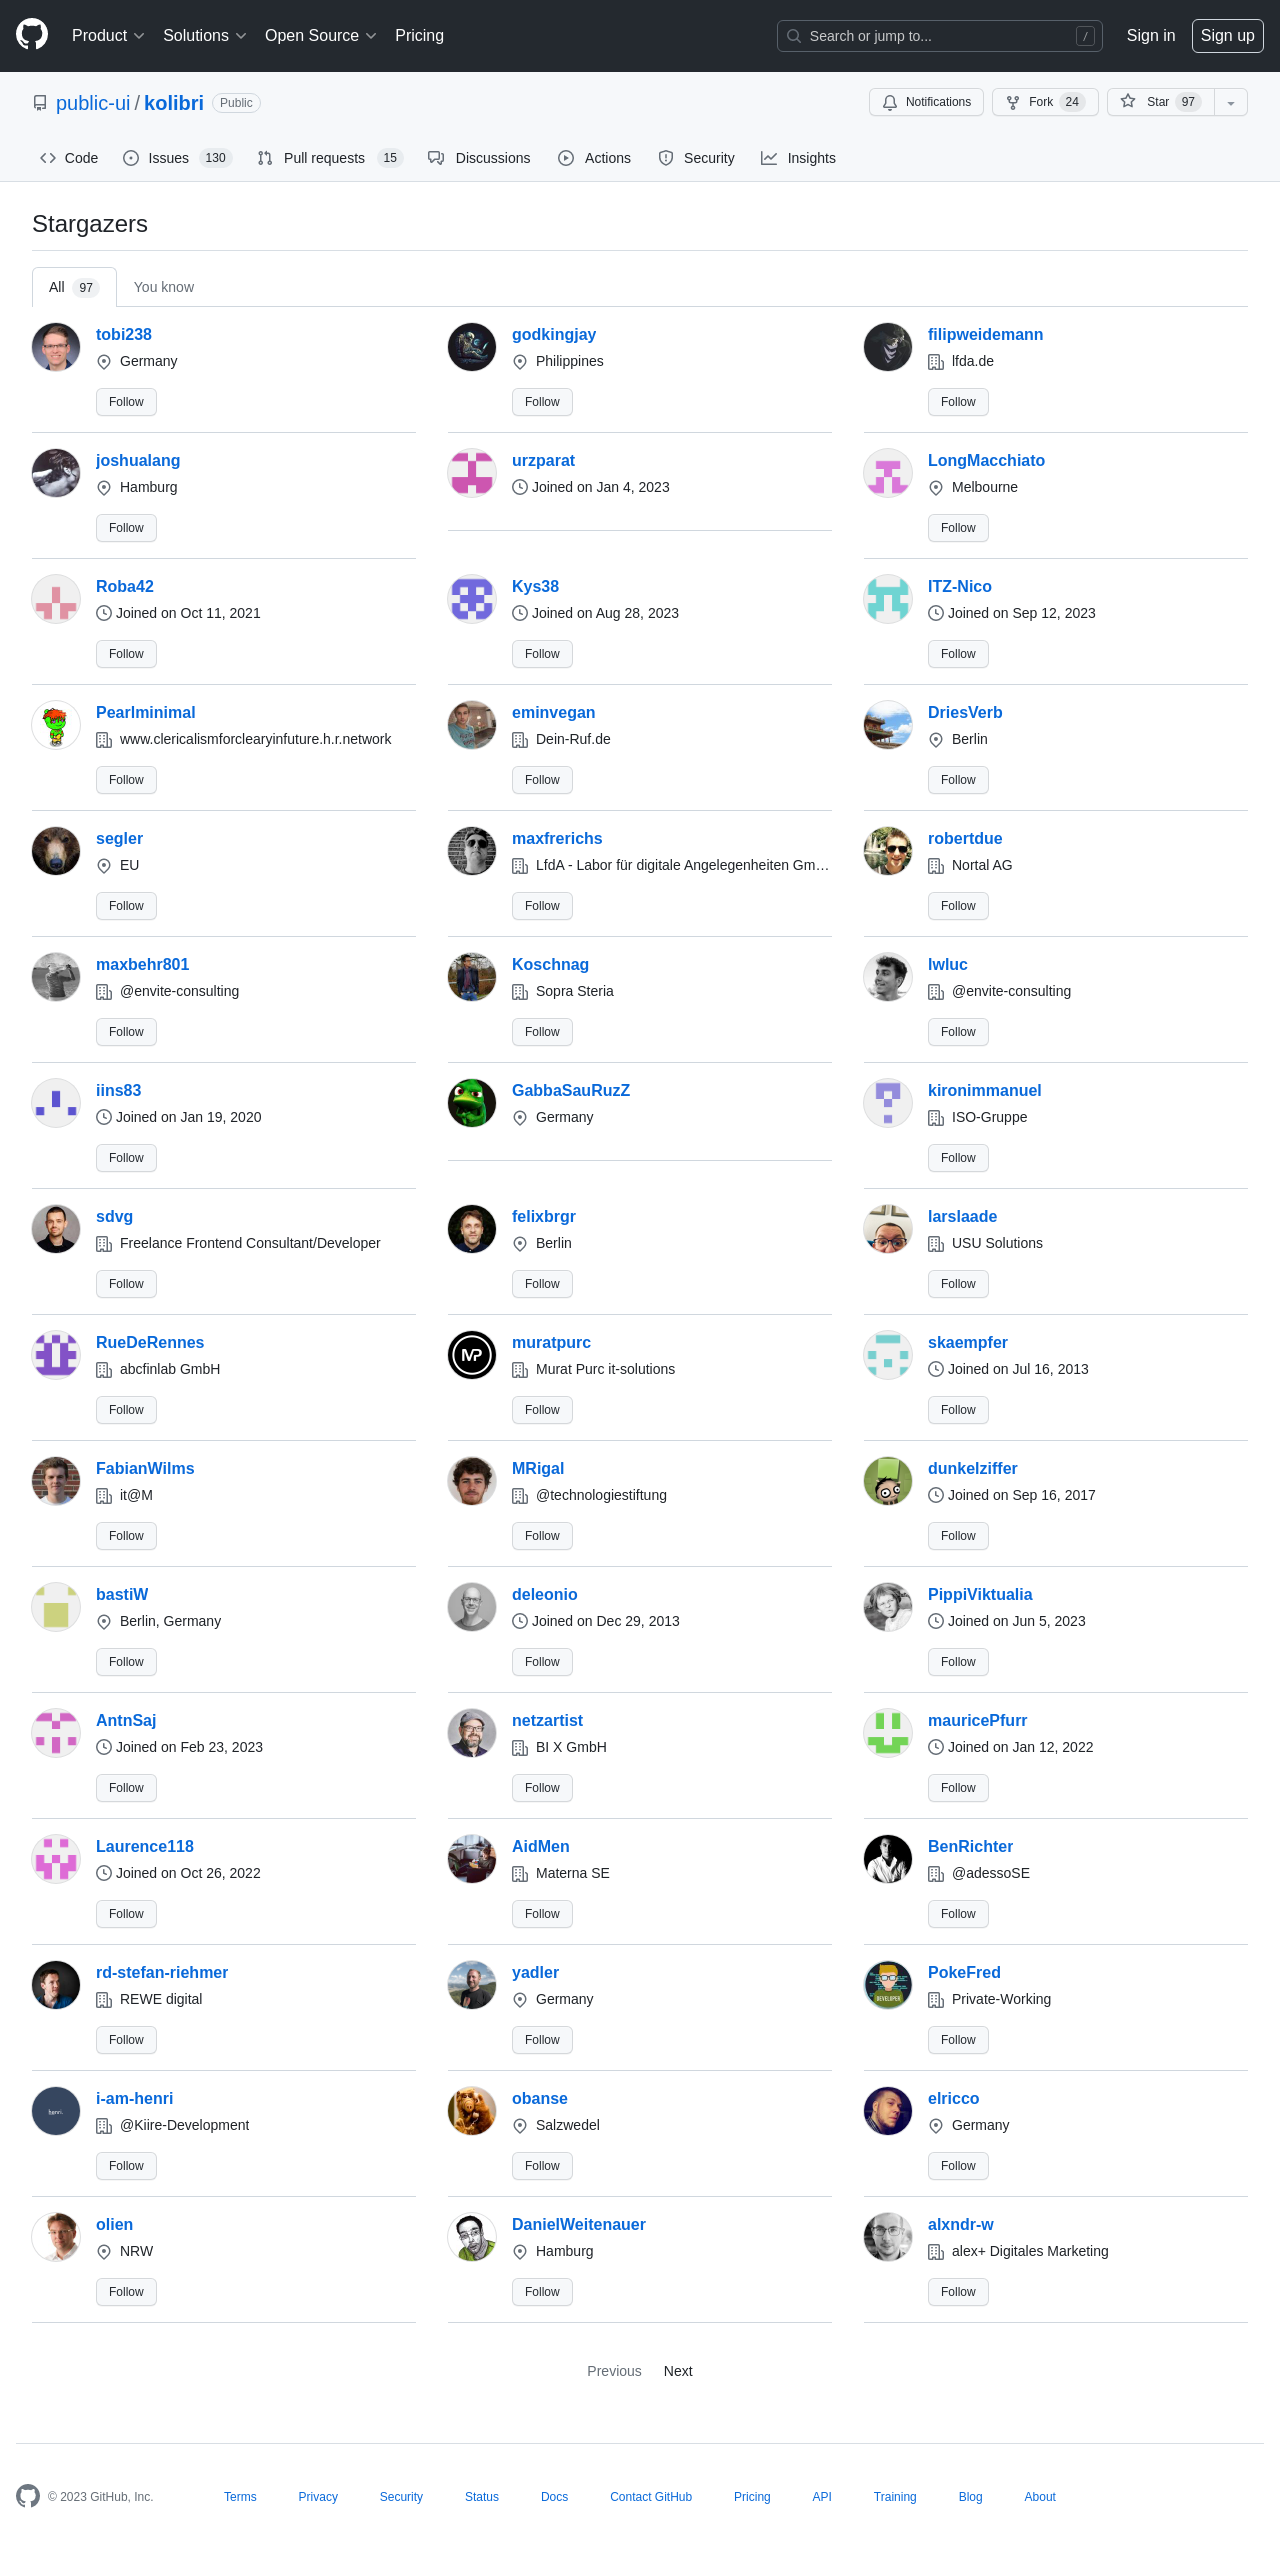 Product Solutions Open Source Pricing Search or jump to... / Sign in Sign up
public-ui / kolibri Public Notifications Fork 24 Star 97
Code Issues 130 Pull requests 15 Discussions Actions Security Insights
Stargazers
All 97 You know
tobi238 godkingjay filipweidemann
Germany Philippines lfda.de
Follow Follow Follow
joshualang urzparat LongMacchiato
Hamburg Joined on Jan 4, 2023 Melbourne
Follow Follow
Roba42 Kys38 ITZ-Nico
Joined on Oct 11, 2021 Joined on Aug 28, 2023 Joined on Sep 12, 2023
Follow Follow Follow
Pearlminimal eminvegan DriesVerb
www.clericalismforclearyinfuture.h.r.network Dein-Ruf.de Berlin
Follow Follow Follow
segler maxfrerichs robertdue
EU LfdA - Labor für digitale Angelegenheiten Gm… Nortal AG
Follow Follow Follow
maxbehr801 Koschnag lwluc
@envite-consulting Sopra Steria @envite-consulting
Follow Follow Follow
iins83 GabbaSauRuzZ kironimmanuel
Joined on Jan 19, 2020 Germany ISO-Gruppe
Follow Follow
sdvg felixbrgr larslaade
Freelance Frontend Consultant/Developer Berlin USU Solutions
Follow Follow Follow
RueDeRennes muratpurc skaempfer
abcfinlab GmbH Murat Purc it-solutions Joined on Jul 16, 2013
Follow Follow Follow
FabianWilms MRigal dunkelziffer
it@M @technologiestiftung Joined on Sep 16, 2017
Follow Follow Follow
bastiW deleonio PippiViktualia
Berlin, Germany Joined on Dec 29, 2013 Joined on Jun 5, 2023
Follow Follow Follow
AntnSaj netzartist mauricePfurr
Joined on Feb 23, 2023 BI X GmbH Joined on Jan 12, 2022
Follow Follow Follow
Laurence118 AidMen BenRichter
Joined on Oct 26, 2022 Materna SE @adessoSE
Follow Follow Follow
rd-stefan-riehmer yadler PokeFred
REWE digital Germany Private-Working
DEVELOPER
Follow Follow Follow
i-am-henri obanse elricco
henri.
@Kiire-Development Salzwedel Germany
Follow Follow Follow
olien DanielWeitenauer alxndr-w
NRW Hamburg alex+ Digitales Marketing
Follow Follow Follow
Previous Next
© 2023 GitHub, Inc. Terms Privacy Security Status Docs Contact GitHub Pricing API Training Blog About